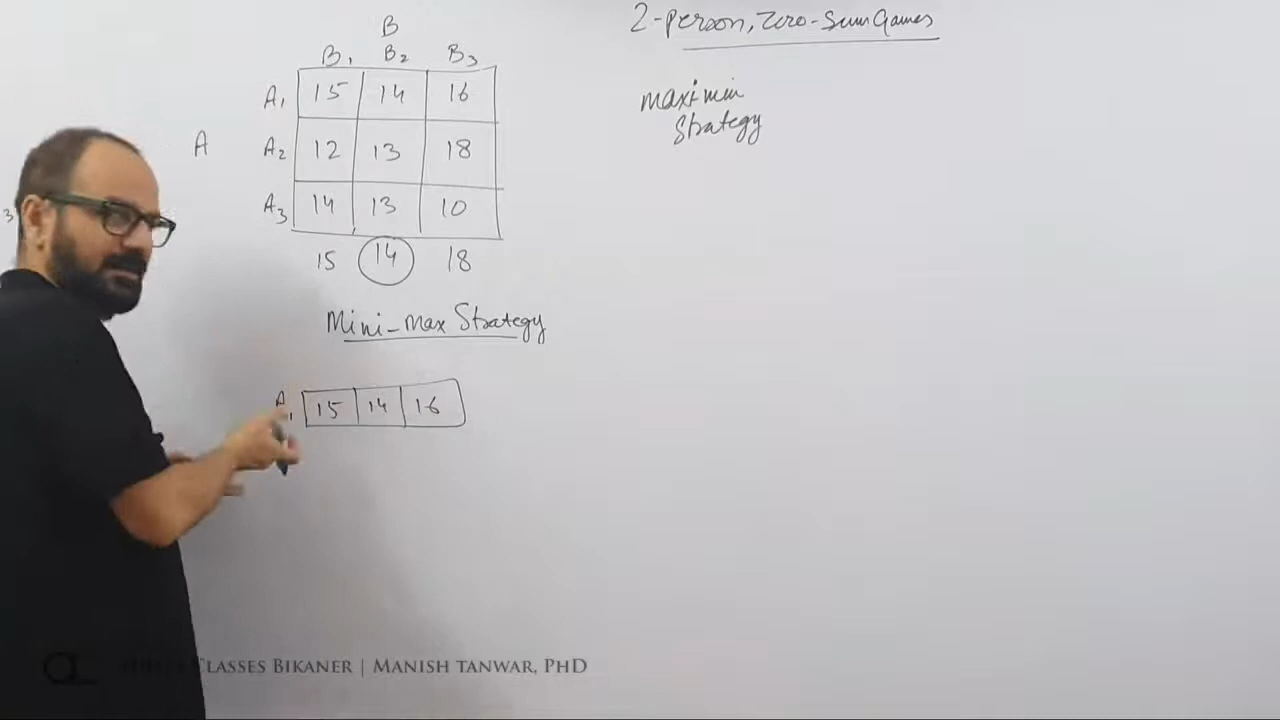 2-person, Zero-Sum Games
B
B1 B2 B3
A1 15 14 16
A A2 12 13 18
A3 14 13 10
15 14 18
maximin
Strategy
Mini-max Strategy
15 14 16
3
Classes Bikaner | Manish Tanwar, PhD